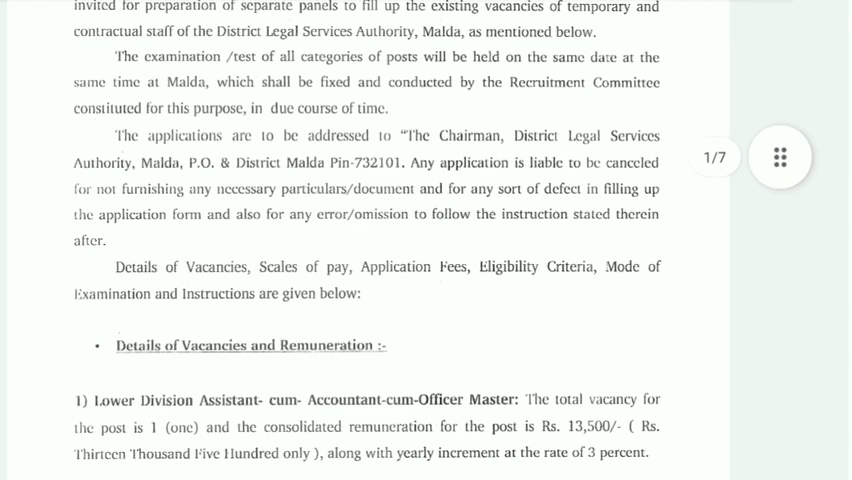 invited for preparation of separate panels to fill up the existing vacancies of temporary and
contractual staff of the District Legal Services Authority, Malda, as mentioned below.
The examination /test of all categories of posts will be held on the same date at the
same time at Malda, which shall be fixed and conducted by the Recruitment Committee
constituted for this purpose, in due course of time.
The applications are to be addressed to “The Chairman, District Legal Services
Authority, Malda, P.O. & District Malda Pin-732101. Any application is liable to be canceled
for not furnishing any necessary particulars/document and for any sort of defect in filling up
the application form and also for any error/omission to follow the instruction stated therein
after.
Details of Vacancies, Scales of pay, Application Fees, Eligibility Criteria, Mode of
Examination and Instructions are given below:
• Details of Vacancies and Remuneration :-
1) Lower Division Assistant- cum- Accountant-cum-Officer Master: The total vacancy for
the post is 1 (one) and the consolidated remuneration for the post is Rs. 13,500/- ( Rs.
Thirteen Thousand Five Hundred only ), along with yearly increment at the rate of 3 percent.
1/7